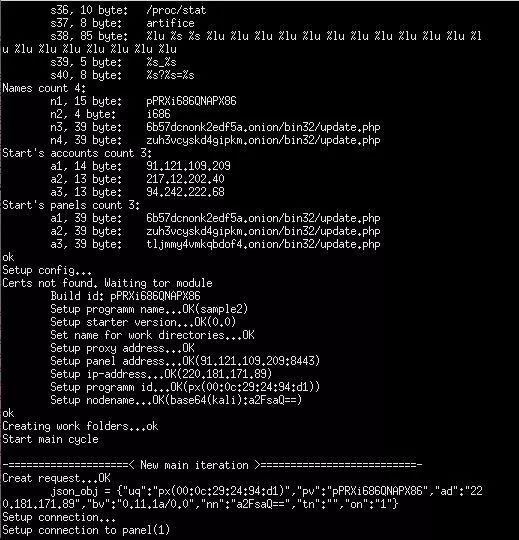 s36, 10 byte: /proc/stat
s37, 8 byte: artifice
s38, 85 byte: %lu %s %s %lu %lu %lu %lu %lu %lu %lu %lu %lu %lu %l
u %lu %lu %lu %lu %lu %lu
s39, 5 byte: %s_%s
s40, 8 byte: %s?%s=%s
Names count 4:
n1, 15 byte: pPRXi686QNAPX86
n2, 4 byte: i686
n3, 39 byte: 6b57dcnonk2edf5a.onion/bin32/update.php
n4, 39 byte: zuh3vcyskd4gipkm.onion/bin32/update.php
Start's accounts count 3:
a1, 14 byte: 91.121.109.209
a2, 13 byte: 217.12.202.40
a3, 13 byte: 94.242.222.68
Start's panels count 3:
a1, 39 byte: 6b57dcnonk2edf5a.onion/bin32/update.php
a2, 39 byte: zuh3vcyskd4gipkm.onion/bin32/update.php
a3, 39 byte: tljmmy4vmkqbdof4.onion/bin32/update.php
ok
Setup config...
Certs not found. Waiting tor module
Build id: pPRXi686QNAPX86
Setup programm name...OK(sample2)
Setup starter version...OK(0.0)
Set name for work directories...OK
Setup proxy address...OK
Setup panel address...OK(91.121.109.209:8443)
Setup ip-address...OK(220.181.171.89)
Setup programm id...OK(px(00:0c:29:24:94:d1))
Setup nodename...OK(base64(kali):a2FsaQ==)
ok
Creating work folders...ok
Start main cycle
-====================< New main iteration >==========================-
Creat request...OK
json_obj = {"uq":"px(00:0c:29:24:94:d1)","pv":"pPRXi686QNAPX86","ad":"22
0.181.171.89","bv":"0.11.1a/0.0","nn":"a2FsaQ==","tn":"","on":"1"}
Setup connection...
Setup connection to panel(1)